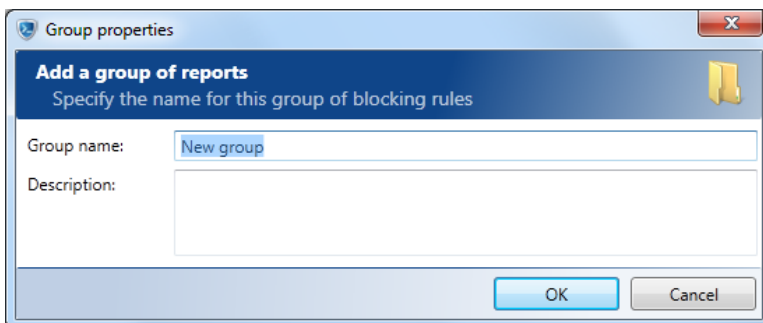 Group properties
Add a group of reports
Specify the name for this group of blocking rules
Group name: New group
Description:
OK Cancel